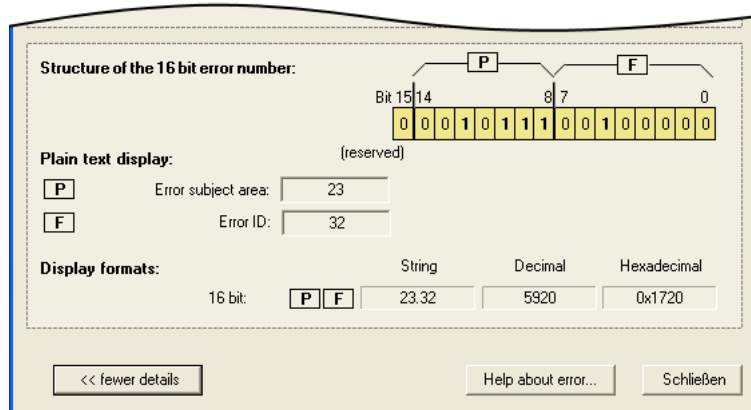 Structure of the 16 bit error number:
P F
Bit 15 14 8 7 0
0 0 0 1 0 1 1 1 0 0 1 0 0 0 0 0
(reserved)
Plain text display:
P Error subject area: 23
F Error ID: 32
Display formats: String Decimal Hexadecimal
16 bit: P F 23.32 5920 0x1720
<< fewer details Help about error... Schließen